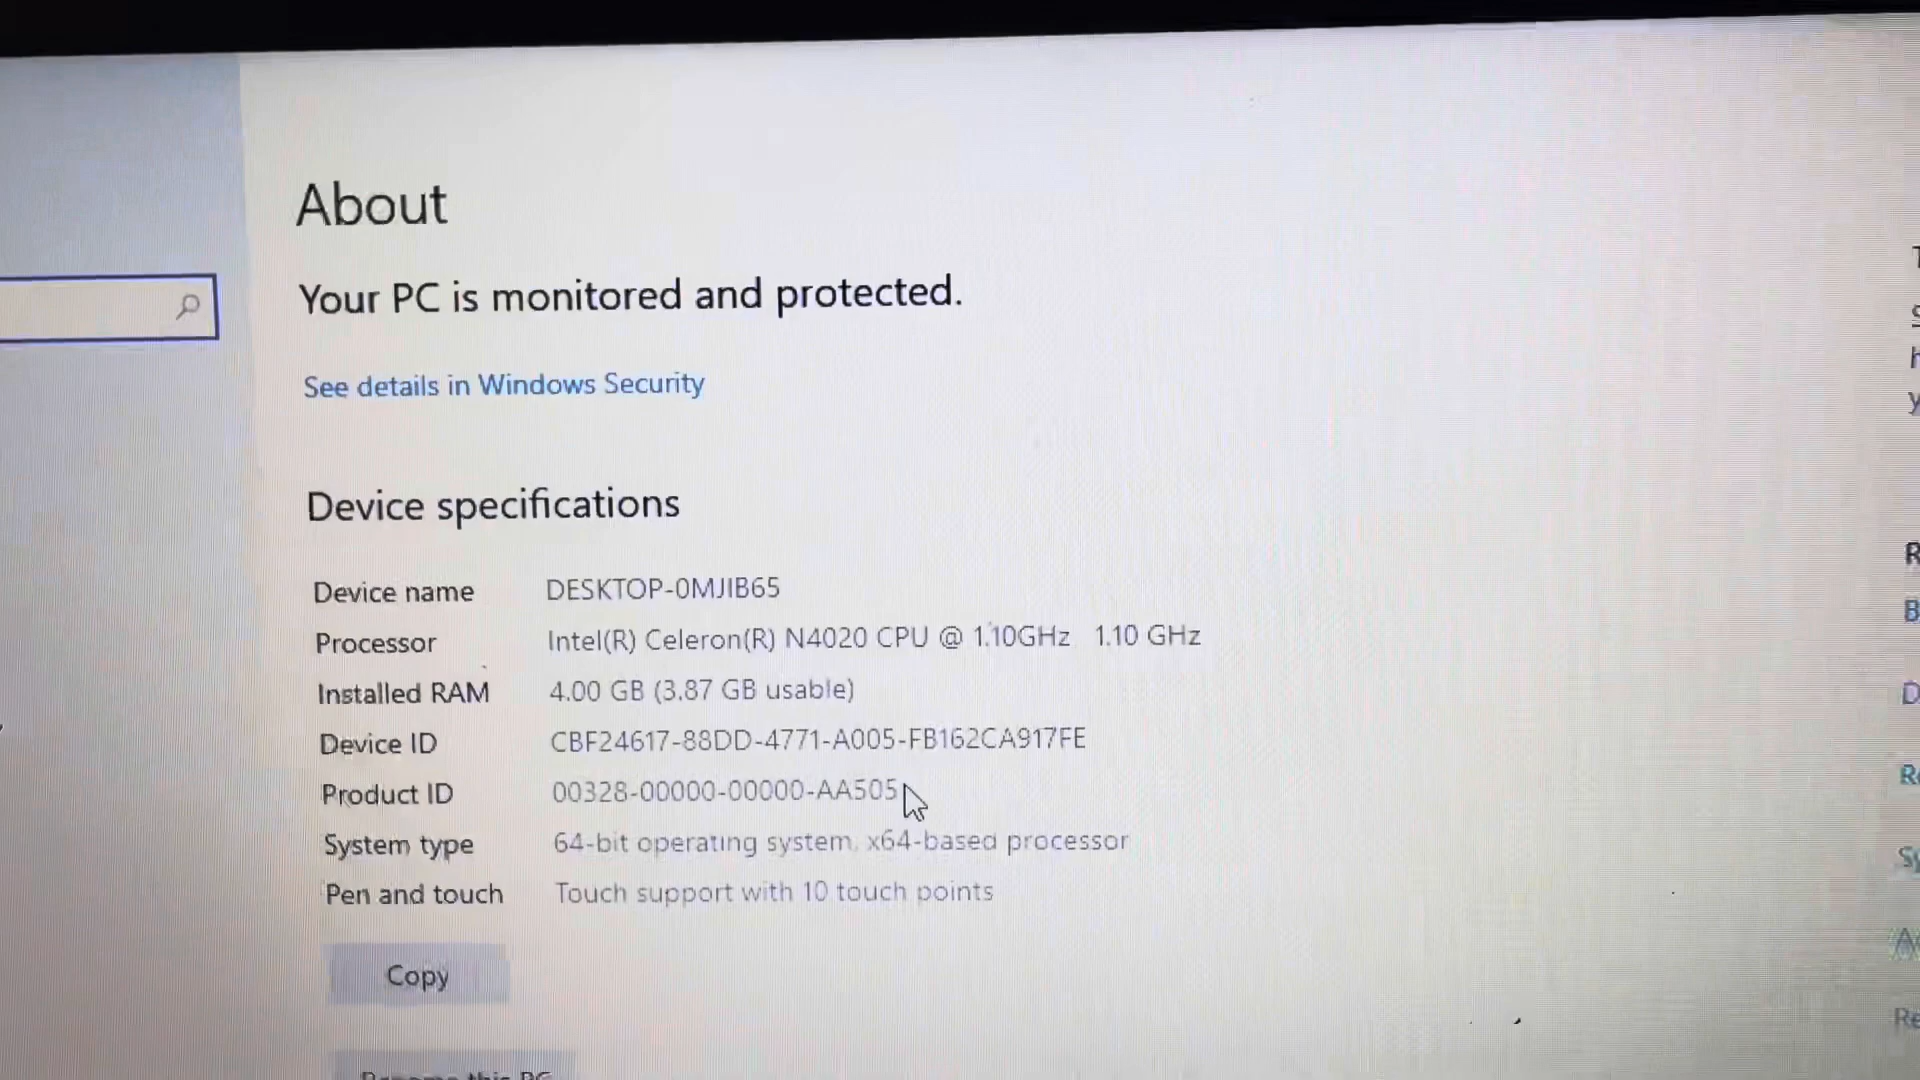 About
Your PC is monitored and protected.
See details in Windows Security
Device specifications
Device name DESKTOP-0MJIB65
Processor Intel(R) Celeron(R) N4020 CPU @ 1.10GHz 1.10 GHz
Installed RAM 4.00 GB (3.87 GB usable)
Device ID CBF24617-88DD-4771-A005-FB162CA917FE
Product ID 00328-00000-00000-AA505
System type 64-bit operating system, x64-based processor
Pen and touch Touch support with 10 touch points
Copy
Rename this PC